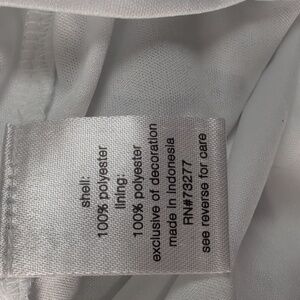 shell:
100% polyester
lining:
100% polyester
exclusive of decoration
made in Indonesia
RN#73277
see reverse for care